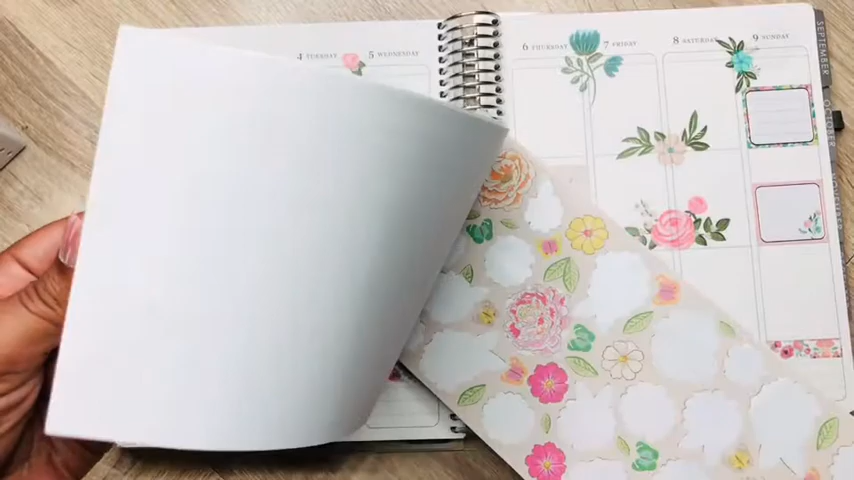 4 TUESDAY
5 WEDNESDAY
6 THURSDAY
7 FRIDAY
8 SATURDAY
9 SUNDAY
SEPTEMBER
OCTOBER